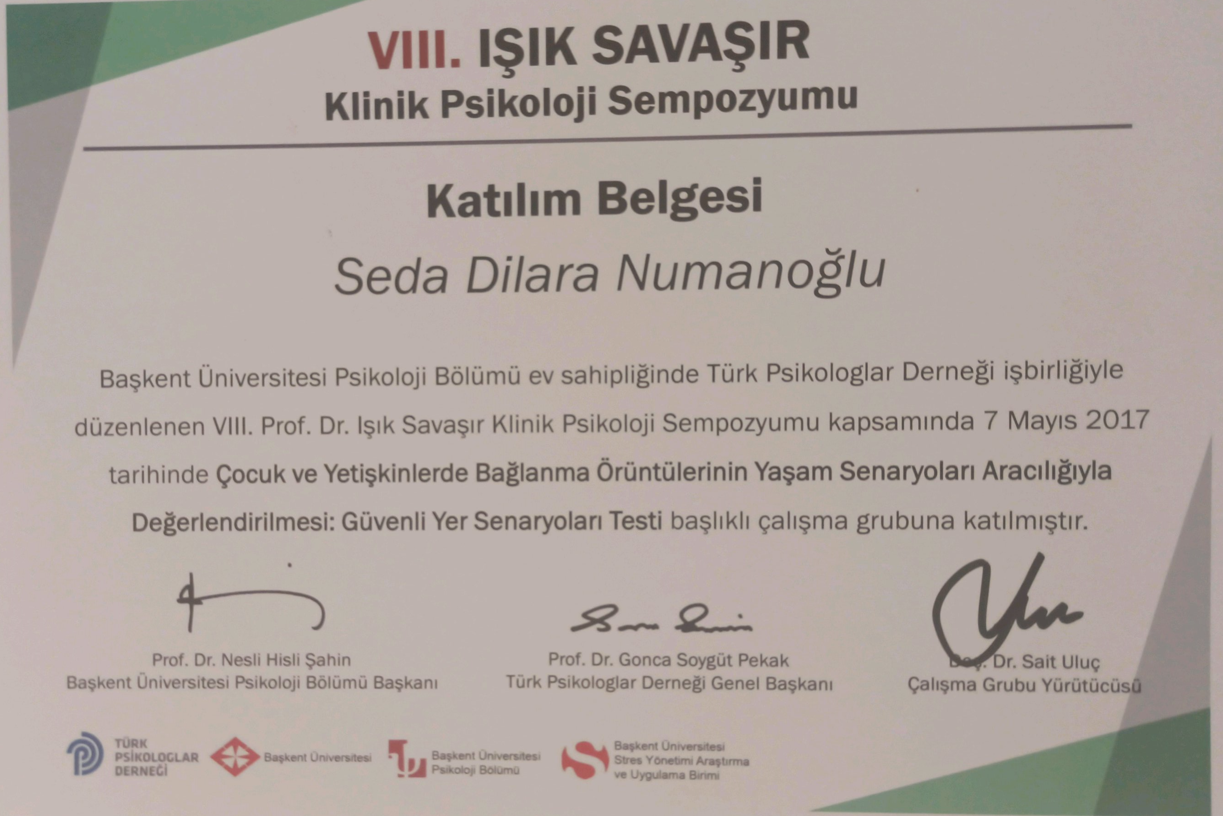 VIII. IŞIK SAVAŞIR
Klinik Psikoloji Sempozyumu
Katılım Belgesi
Seda Dilara Numanoğlu
Başkent Üniversitesi Psikoloji Bölümü ev sahipliğinde Türk Psikologlar Derneği işbirliğiyle
düzenlenen VIII. Prof. Dr. Işık Savaşır Klinik Psikoloji Sempozyumu kapsamında 7 Mayıs 2017
tarihinde Çocuk ve Yetişkinlerde Bağlanma Örüntülerinin Yaşam Senaryoları Aracılığıyla
Değerlendirilmesi: Güvenli Yer Senaryoları Testi başlıklı çalışma grubuna katılmıştır.
Prof. Dr. Nesli Hisli Şahin
Başkent Üniversitesi Psikoloji Bölümü Başkanı
Prof. Dr. Gonca Soygüt Pekak
Türk Psikologlar Derneği Genel Başkanı
Doç. Dr. Sait Uluç
Çalışma Grubu Yürütücüsü
TÜRK
PSİKOLOGLAR
DERNEĞİ
Başkent Üniversitesi
Başkent Üniversitesi
Psikoloji Bölümü
Başkent Üniversitesi
Stres Yönetimi Araştırma
ve Uygulama Birimi